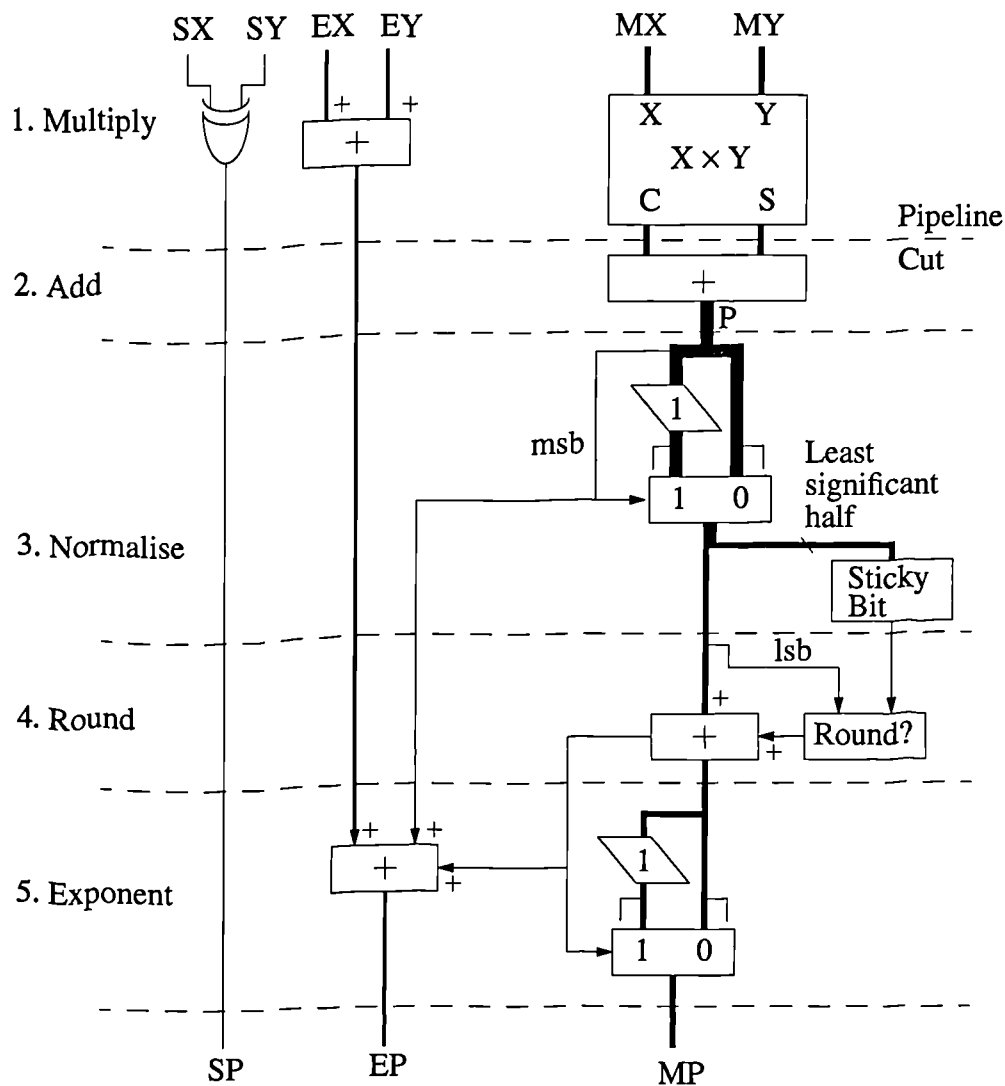 SX SY EX EY MX MY
+ +
1. Multiply
X Y
+
X × Y
C S
Pipeline
Cut
2. Add
+
P
1
msb
Least
significant
half
1 0
3. Normalise
Sticky
Bit
lsb
+
4. Round
+
Round?
+
+ +
1
+
+
5. Exponent
1 0
SP
EP
MP